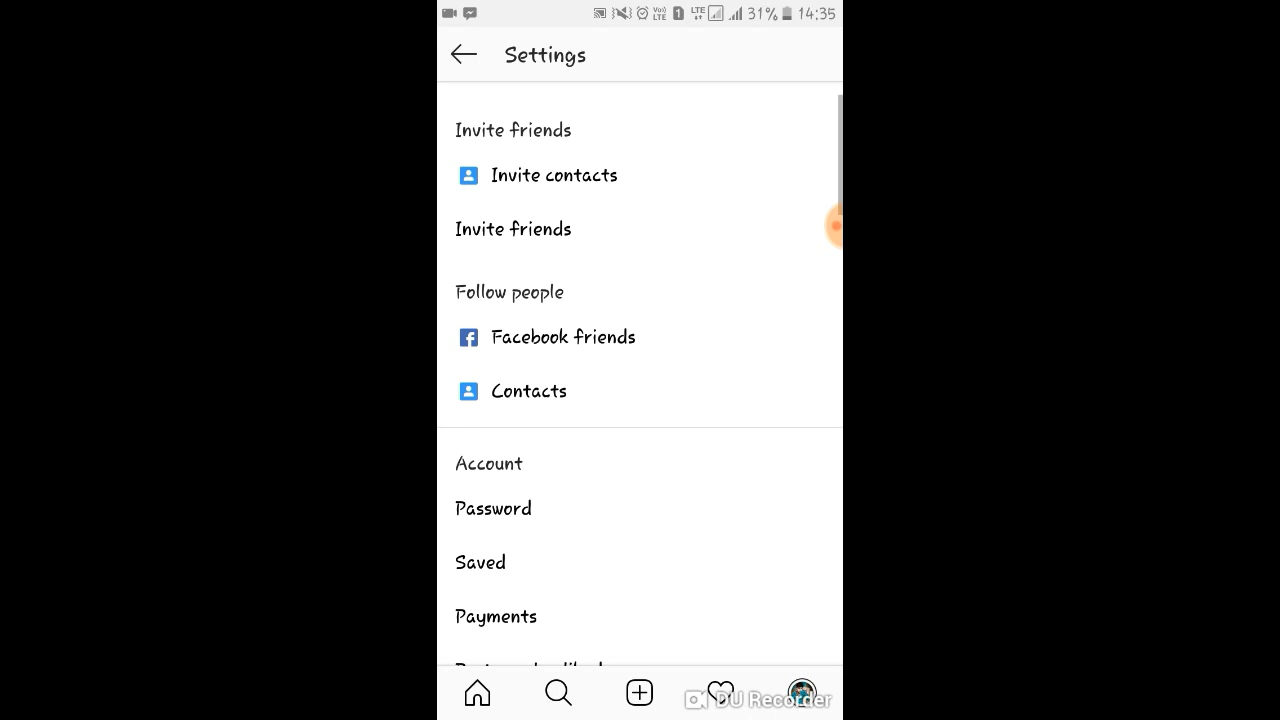 31% 14:35
Settings
Invite friends
Invite contacts
Invite friends
Follow people
Facebook friends
Contacts
Account
Password
Saved
Payments
DU Recorder